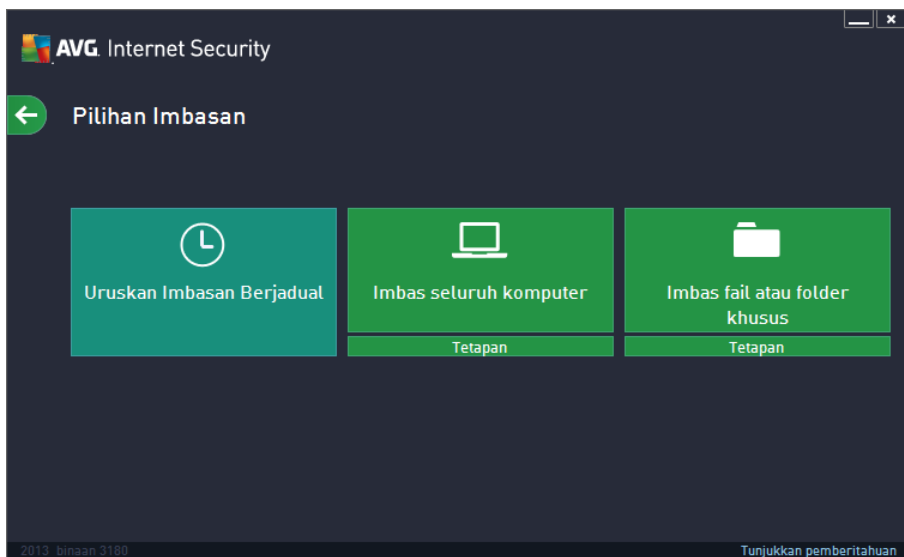 AVG. Internet Security
Pilihan Imbasan
Uruskan Imbasan Berjadual
Imbas seluruh komputer
Tetapan
Imbas fail atau folder
khusus
Tetapan
2013 binaan 3180
Tunjukkan pemberitahuan